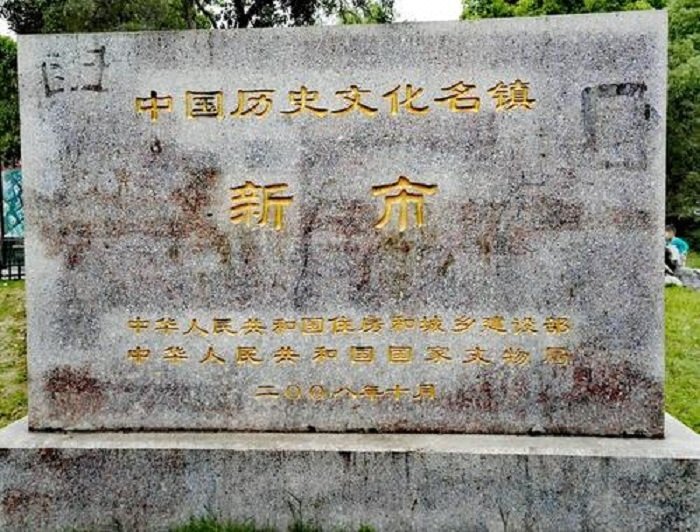 中国历史文化名镇
新市
中华人民共和国住房和城乡建设部
中华人民共和国国家文物局
二〇〇八年十月